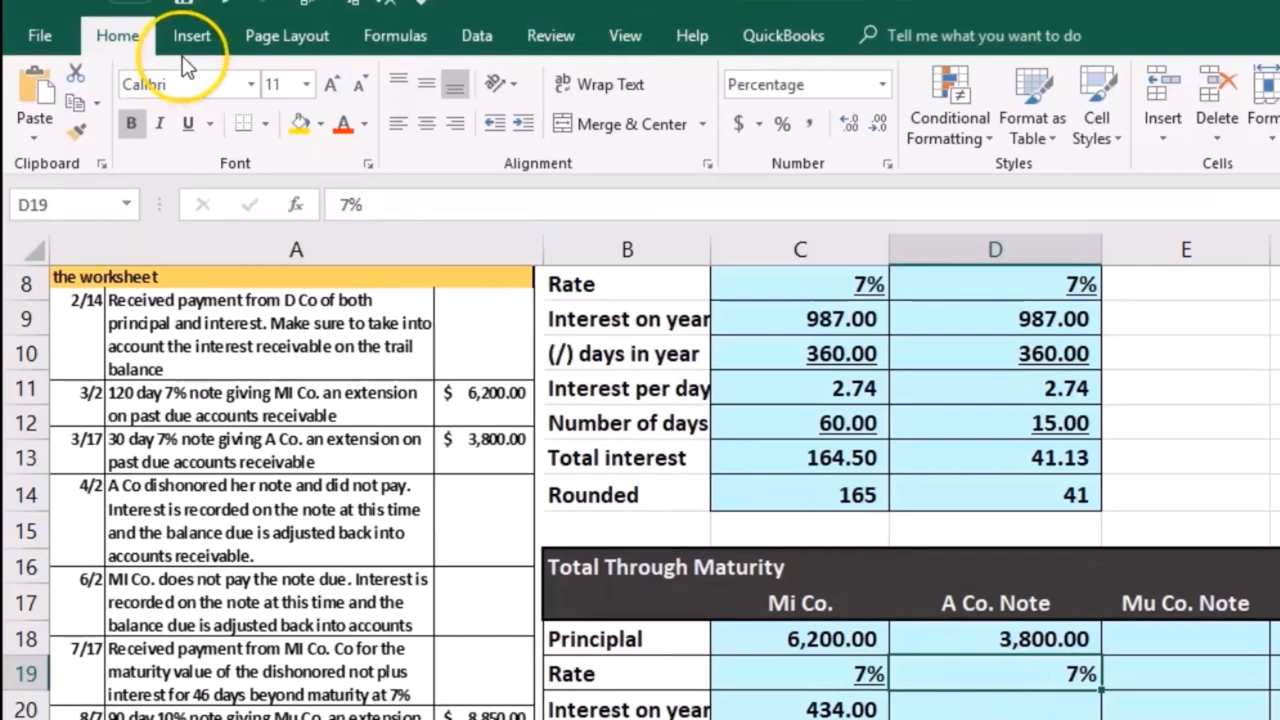 File Home Insert Page Layout Formulas Data Review View Help QuickBooks Tell me what you want to do
Calibri 11 Wrap Text Percentage
Paste B I U Merge & Center $ % , Conditional Formatting Format as Table Cell Styles Insert Delete
Clipboard Font Alignment Number Styles Cells
D19 fx 7%
A B C D E
the worksheet
8 Rate 7% 7%
2/14 Received payment from D Co of both
principal and interest. Make sure to take into
account the interest receivable on the trail
balance
9 Interest on year 987.00 987.00
10 (/) days in year 360.00 360.00
11 Interest per day 2.74 2.74
3/2 120 day 7% note giving MI Co. an extension $ 6,200.00
on past due accounts receivable
12 Number of days 60.00 15.00
3/17 30 day 7% note giving A Co. an extension on $ 3,800.00
past due accounts receivable
13 Total interest 164.50 41.13
14 Rounded 165 41
4/2 A Co dishonored her note and did not pay.
Interest is recorded on the note at this time
and the balance due is adjusted back into
accounts receivable.
15
16 Total Through Maturity
17 Mi Co. A Co. Note Mu Co. Note
6/2 MI Co. does not pay the note due. Interest is
recorded on the note at this time and the
balance due is adjusted back into accounts
18 Principlal 6,200.00 3,800.00
19 Rate 7% 7%
7/17 Received payment from MI Co. Co for the
maturity value of the dishonored not plus
interest for 46 days beyond maturity at 7%
20 Interest on year 434.00
8/7 90 day 10% note giving Mu Co. an extension $ 8,850.00